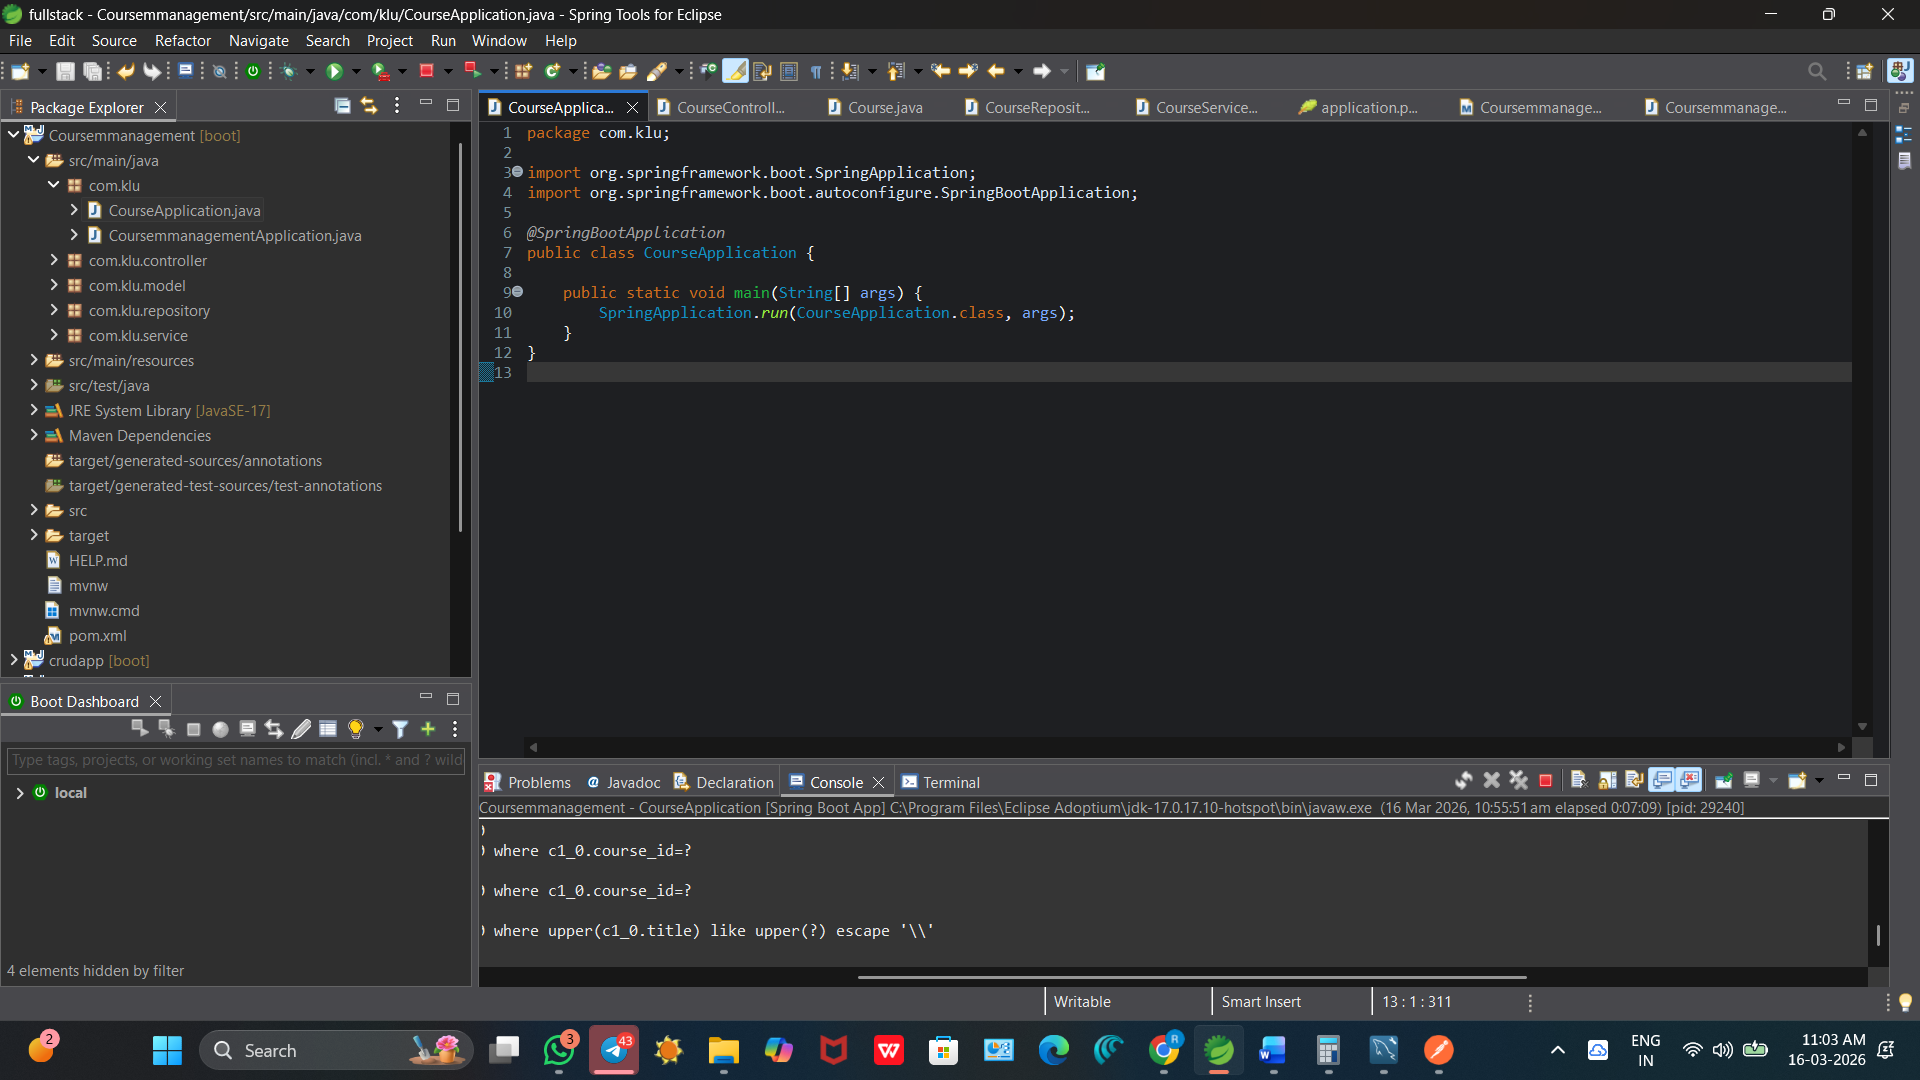 fullstack - Coursemmanagement/src/main/java/com/klu/CourseApplication.java - Spring Tools for Eclipse
File Edit Source Refactor Navigate Search Project Run Window Help
Package Explorer
Coursemmanagement [boot]
src/main/java
com.klu
CourseApplication.java
CoursemmanagementApplication.java
com.klu.controller
com.klu.model
com.klu.repository
com.klu.service
src/main/resources
src/test/java
JRE System Library [JavaSE-17]
Maven Dependencies
target/generated-sources/annotations
target/generated-test-sources/test-annotations
src
target
HELP.md
mvnw
mvnw.cmd
pom.xml
crudapp [boot]
Boot Dashboard
Type tags, projects, or working set names to match (incl. * and ? wild
local
4 elements hidden by filter
CourseApplica... CourseControll... Course.java CourseReposit... CourseService... application.p... Coursemmanage... Coursemmanage...
1 package com.klu;
2
3 import org.springframework.boot.SpringApplication;
4 import org.springframework.boot.autoconfigure.SpringBootApplication;
5
6 @SpringBootApplication
7 public class CourseApplication {
8
9 public static void main(String[] args) {
10 SpringApplication.run(CourseApplication.class, args);
11 }
12 }
13
Problems Javadoc Declaration Console Terminal
Coursemmanagement - CourseApplication [Spring Boot App] C:\Program Files\Eclipse Adoptium\jdk-17.0.17.10-hotspot\bin\javaw.exe (16 Mar 2026, 10:55:51 am elapsed 0:07:09) [pid: 29240]
)
) where c1_0.course_id=?
) where c1_0.course_id=?
) where upper(c1_0.title) like upper(?) escape '\\'
Writable Smart Insert 13 : 1 : 311
2 Search 3 43 R W ENG 11:03 AM
IN 16-03-2026